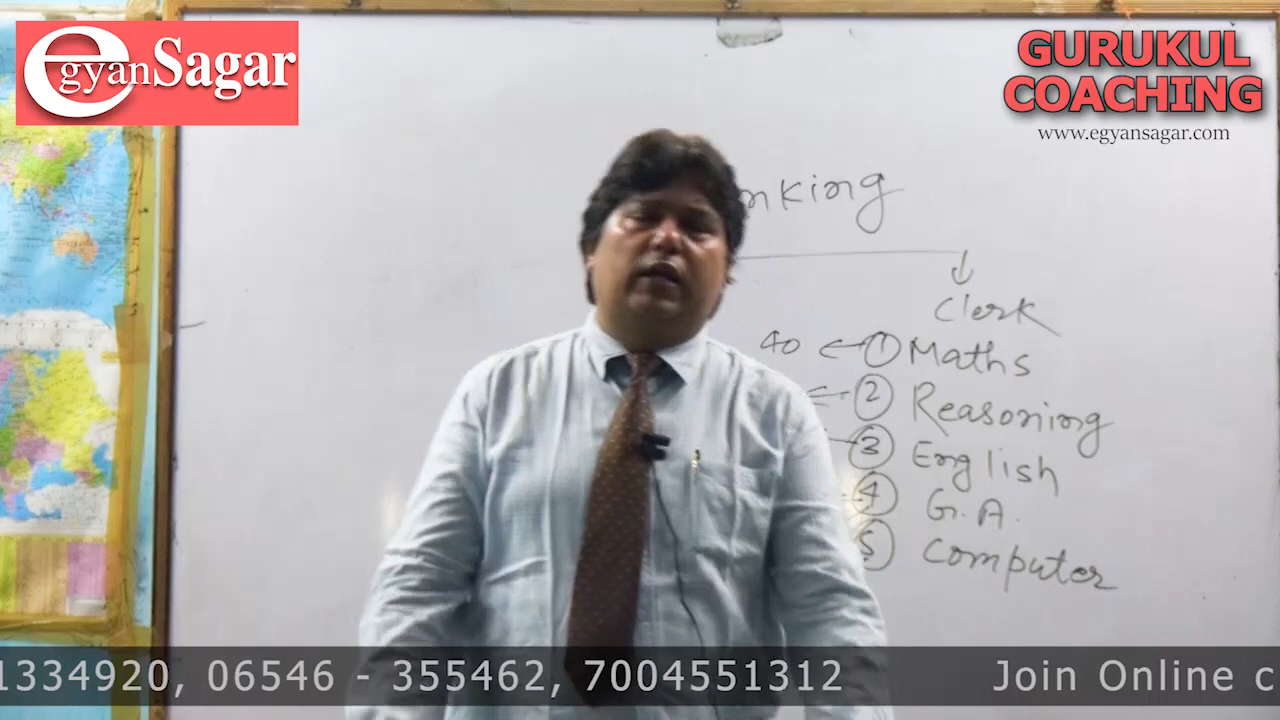 egyanSagar
GURUKUL
COACHING
www.egyansagar.com
nking
Clerk
40 ① Maths
② Reasoning
③ English
④ G.A.
⑤ Computer
1334920, 06546 - 355462, 7004551312 Join Online c